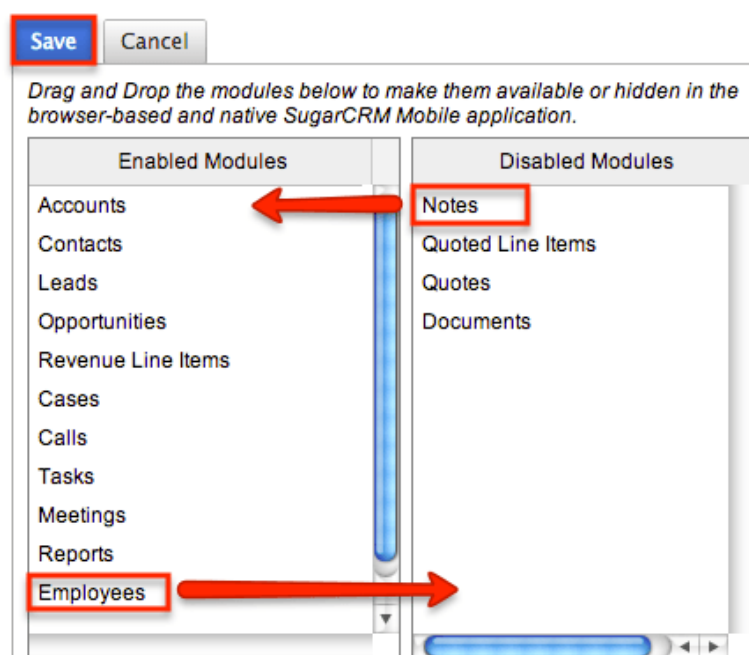 Save Cancel
Drag and Drop the modules below to make them available or hidden in the
browser-based and native SugarCRM Mobile application.
Enabled Modules Disabled Modules
Accounts Notes
Contacts Quoted Line Items
Leads Quotes
Opportunities Documents
Revenue Line Items
Cases
Calls
Tasks
Meetings
Reports
Employees